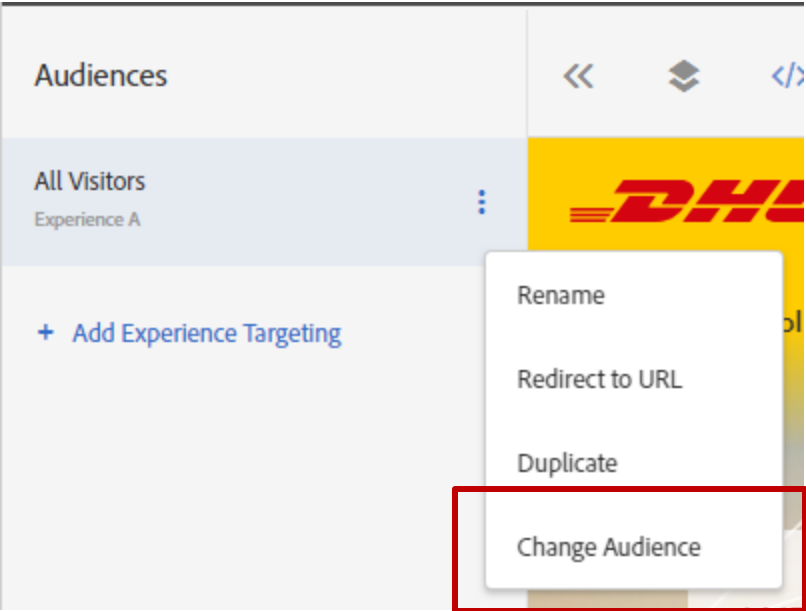 Audiences
All Visitors
Experience A
+ Add Experience Targeting
Rename
Redirect to URL
Duplicate
Change Audience